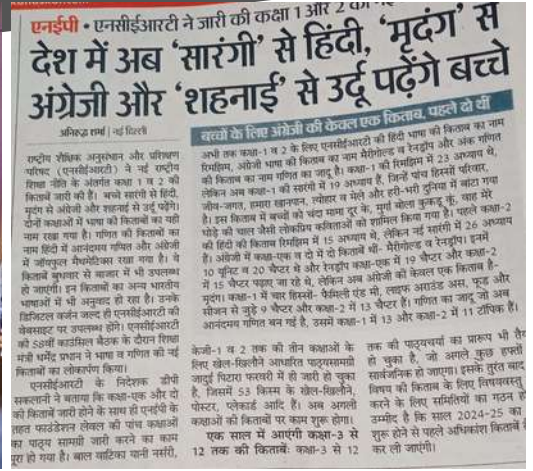 एनईपी • एनसीईआरटी ने जारी की कक्षा 1 और 2 की
देश में अब 'सारंगी' से हिंदी, 'मृदंग' से
अंग्रेजी और 'शहनाई' से उर्दू पढ़ेंगे बच्चे
अनिरुद्ध शर्मा | नई दिल्ली
राष्ट्रीय शैक्षिक अनुसंधान और प्रशिक्षण
परिषद (एनसीईआरटी) ने नई राष्ट्रीय
शिक्षा नीति के अंतर्गत कक्षा 1 व 2 की
किताबें जारी की हैं। बच्चे सारंगी से हिंदी,
मृदंग से अंग्रेजी और शहनाई से उर्दू पढ़ेंगे।
दोनों कक्षाओं में भाषा की किताबों का यही
नाम रखा गया है। गणित की किताबों का
नाम हिंदी में आनंदमय गणित और अंग्रेजी
में जॉयफुल मैथमेटिक्स रखा गया है। ये
किताबें बुधवार से बाजार में भी उपलब्ध
हो जाएंगी। इन किताबों का अन्य भारतीय
भाषाओं में भी अनुवाद हो रहा है। उनके
डिजिटल वर्जन जल्द ही एनसीईआरटी की
वेबसाइट पर उपलब्ध होंगे। एनसीईआरटी
की 58वीं काउंसिल बैठक के दौरान शिक्षा
मंत्री धर्मेंद्र प्रधान ने भाषा व गणित की नई
किताबों का लोकार्पण किया।
एनसीईआरटी के निदेशक डीपी
सकलानी ने बताया कि कक्षा-एक और दो
की किताबें जारी होने के साथ ही एनईपी के
तहत फाउंडेशन लेवल की पांच कक्षाओं
का पाठ्य सामग्री जारी करने का काम
पूरा हो गया है। बाल वाटिका यानी नर्सरी,
बच्चों के लिए अंग्रेजी की केवल एक किताब, पहले दो थीं
अभी तक कक्षा-1 व 2 के लिए एनसीईआरटी की हिंदी भाषा की किताब का नाम
रिमझिम, अंग्रेजी भाषा की किताब का नाम मैरीगोल्ड व रेनड्रॉप और अंक गणित
की किताब का नाम गणित का जादू है। कक्षा-1 की रिमझिम में 23 अध्याय थे,
लेकिन अब कक्षा-1 की सारंगी में 19 अध्याय हैं, जिन्हें पांच हिस्सों परिवार,
जीव-जगत, हमारा खानपान, त्योहार व मेले और हरी-भरी दुनिया में बांटा गया
है। इस किताब में बच्चों को चंदा मामा दूर के, मुर्गा बोला कुकडू कूं, वाह मेरे
घोड़े की चाल जैसी लोकप्रिय कविताओं को शामिल किया गया है। पहले कक्षा-2
की हिंदी की किताब रिमझिम में 15 अध्याय थे, लेकिन नई सारंगी में 26 अध्याय
हैं। अंग्रेजी में कक्षा-एक व दो में दो किताबें थीं- मैरीगोल्ड व रेनड्रॉप। इनमें
10 यूनिट व 20 चैप्टर थे और रेनड्रॉप कक्षा-एक में 19 चैप्टर और कक्षा-2
में 15 चैप्टर पढ़ाए जा रहे थे, लेकिन अब अंग्रेजी की केवल एक किताब है-
मृदंग। कक्षा-1 में चार हिस्सों- फैमिली एंड मी, लाइफ अराउंड अस, फूड और
सीजन से जुड़े 9 चैप्टर और कक्षा-2 में 13 चैप्टर हैं। गणित का जादू जो अब
आनंदमय गणित बन गई है, उसमें कक्षा-1 में 13 और कक्षा-2 में 11 टॉपिक हैं।
केजी-1 व 2 तक की तीन कक्षाओं के
लिए खेल-खिलौने आधारित पाठ्यसामग्री
जादुई पिटारा फरवरी में ही जारी हो चुका
है, जिसमें 53 किस्म के खेल-खिलौने,
पोस्टर, प्लेकार्ड आदि हैं। अब अगली
कक्षाओं की किताबों पर काम शुरू होगा।
एक साल में आएंगी कक्षा-3 से
12 तक की किताबें: कक्षा-3 से 12
तक की पाठ्यचर्या का प्रारूप भी तैयार
हो चुका है, जो अगले कुछ हफ्तों
सार्वजनिक हो जाएगा। इसके तुरंत बाद
विषय की किताब के लिए विषयवस्तु
करने के लिए समितियों का गठन
उम्मीद है कि साल 2024-25 का
शुरू होने से पहले अधिकांश किताबें
कर ली जाएंगी।